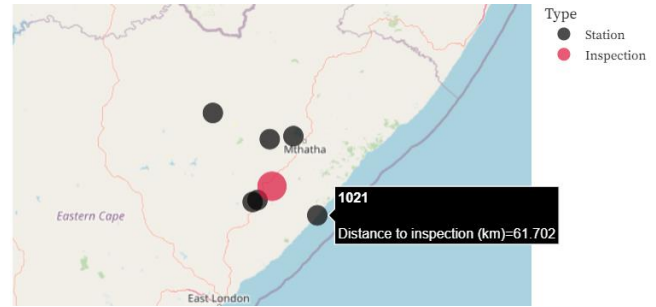 Type
Station
Inspection
Mthatha
1021
Distance to inspection (km)=61.702
Eastern Cape
East London